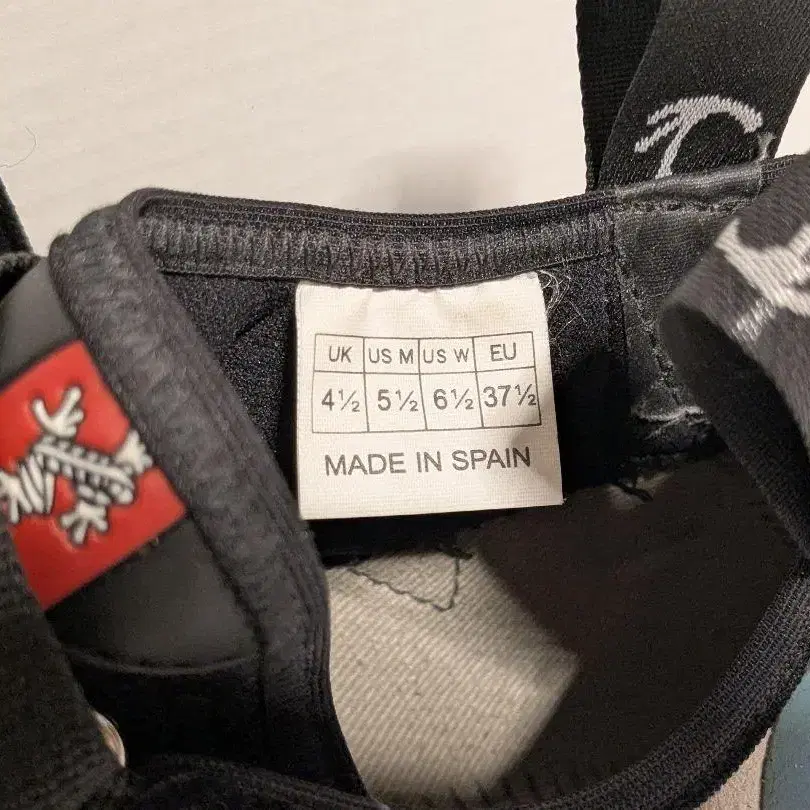 UK US M US W EU
4½ 5½ 6½ 37½
MADE IN SPAIN